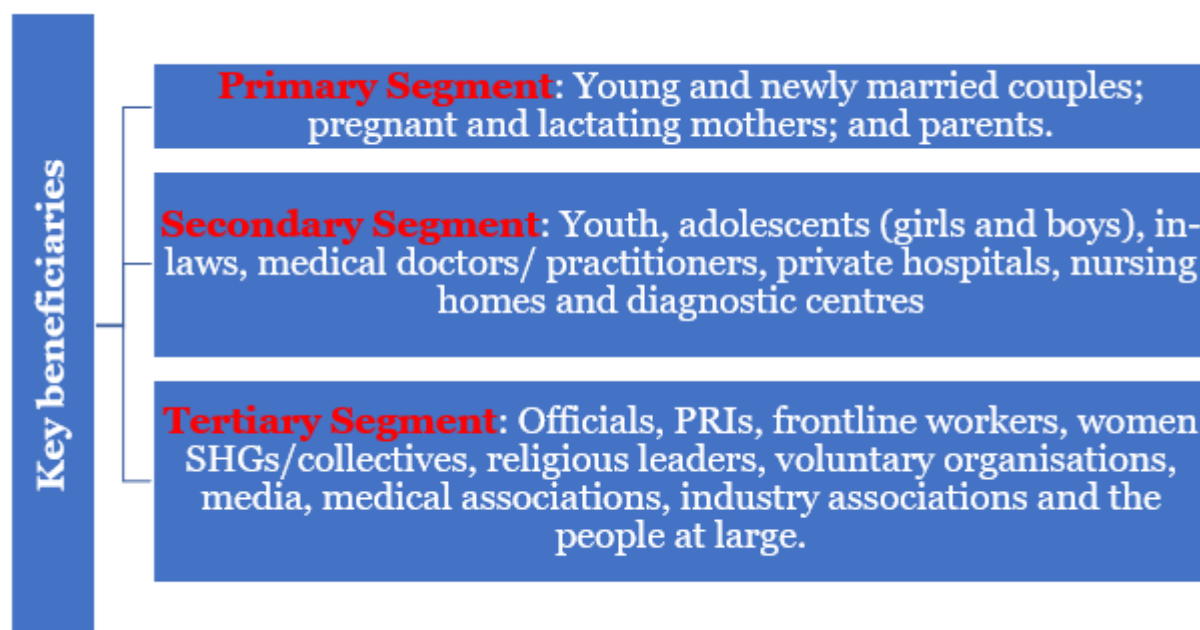 Key beneficiaries
Primary Segment: Young and newly married couples;
pregnant and lactating mothers; and parents.
Secondary Segment: Youth, adolescents (girls and boys), in-
laws, medical doctors/ practitioners, private hospitals, nursing
homes and diagnostic centres
Tertiary Segment: Officials, PRIs, frontline workers, women
SHGs/collectives, religious leaders, voluntary organisations,
media, medical associations, industry associations and the
people at large.